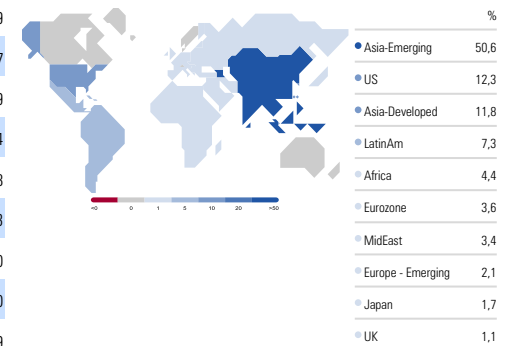 %
Asia-Emerging 50,6
US 12,3
Asia-Developed 11,8
LatinAm 7,3
Africa 4,4
Eurozone 3,6
MidEast 3,4
Europe - Emerging 2,1
Japan 1,7
UK 1,1
<0 0 1 5 10 20 >50